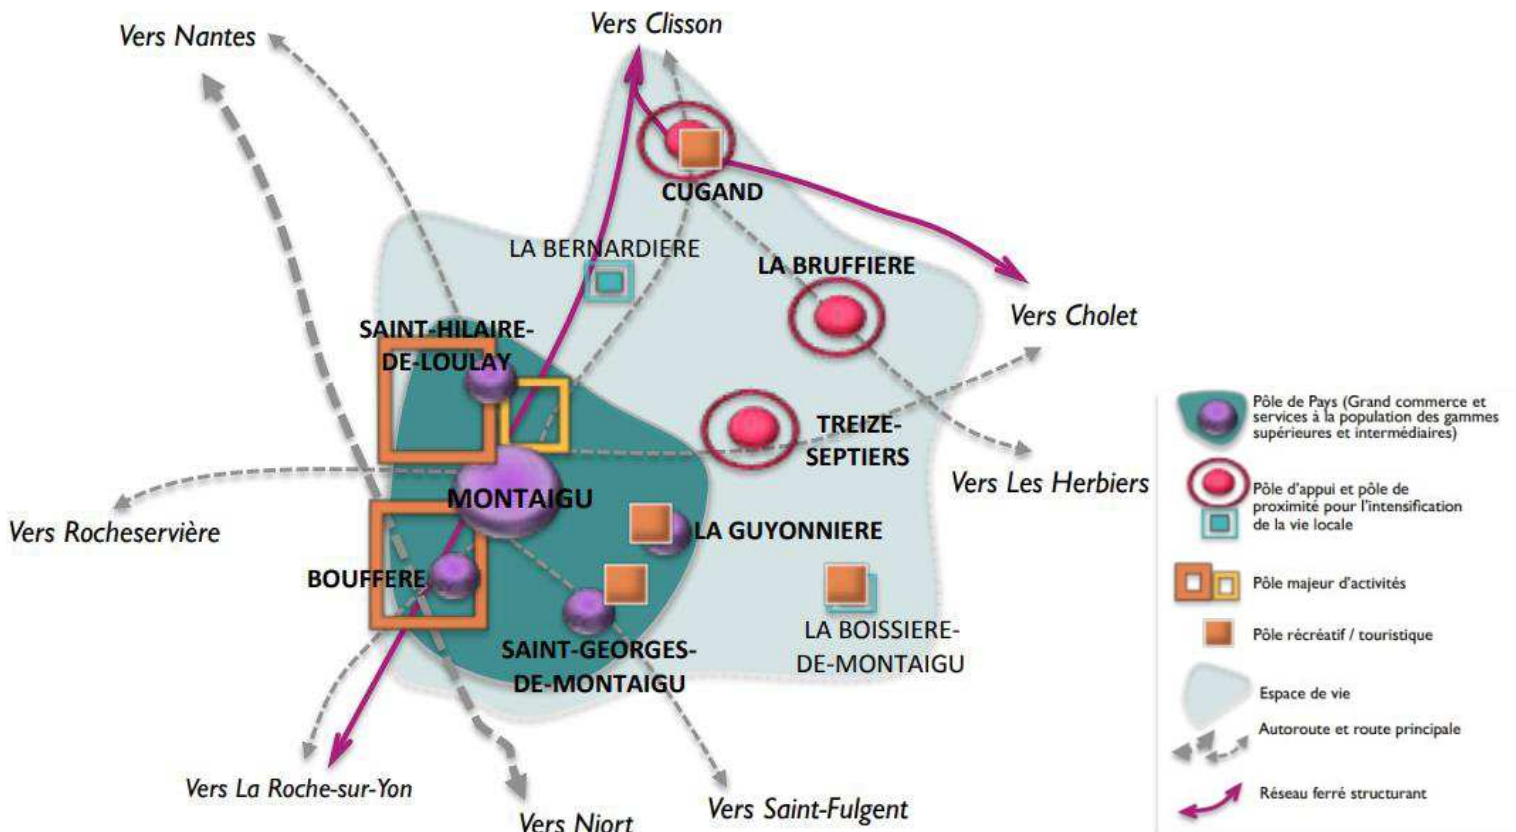 Vers Clisson
Vers Nantes
CUGAND
LA BERNARDIERE
LA BRUFFIERE
Vers Cholet
SAINT-HILAIRE-
DE-LOULAY
TREIZE-
SEPTIERS
Vers Les Herbiers
MONTAIGU
Vers Rocheservière
LA GUYONNIERE
BOUFFERE
LA BOISSIERE-
DE-MONTAIGU
SAINT-GEORGES-
DE-MONTAIGU
Vers La Roche-sur-Yon
Vers Saint-Fulgent
Vers Niort
Pôle de Pays (Grand commerce et
services à la population des gammes
supérieures et intermédiaires)
Pôle d'appui et pôle de
proximité pour l'intensification
de la vie locale
Pôle majeur d'activités
Pôle récréatif / touristique
Espace de vie
Autoroute et route principale
Réseau ferré structurant